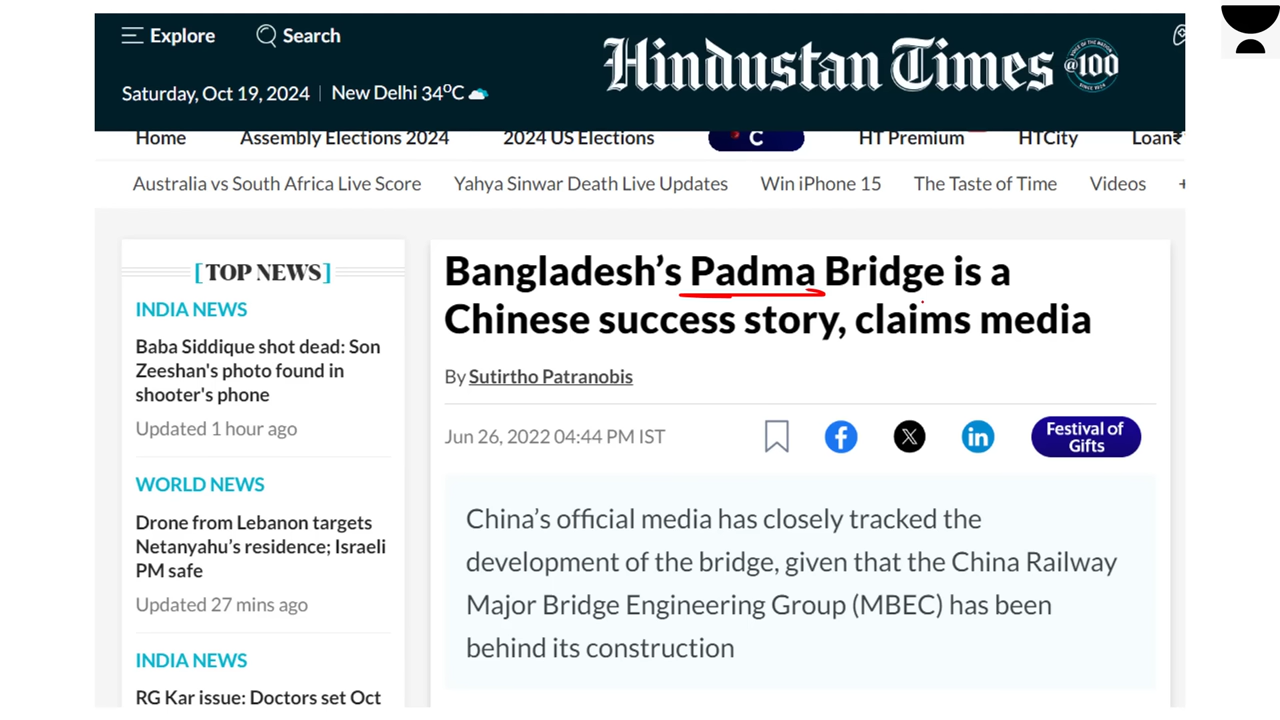 Explore
Search
Hindustan Times
@100
Saturday, Oct 19, 2024 | New Delhi 34°C
Home
Assembly Elections 2024
2024 US Elections
C
HT Premium
HTCity
Loan₹
Australia vs South Africa Live Score
Yahya Sinwar Death Live Updates
Win iPhone 15
The Taste of Time
Videos
[TOP NEWS]
INDIA NEWS
Baba Siddique shot dead: Son
Zeeshan's photo found in
shooter's phone
Updated 1 hour ago
WORLD NEWS
Drone from Lebanon targets
Netanyahu's residence; Israeli
PM safe
Updated 27 mins ago
INDIA NEWS
RG Kar issue: Doctors set Oct
Bangladesh's Padma Bridge is a
Chinese success story, claims media
By Sutirtho Patranobis
Jun 26, 2022 04:44 PM IST
Festival of
Gifts
China's official media has closely tracked the
development of the bridge, given that the China Railway
Major Bridge Engineering Group (MBEC) has been
behind its construction